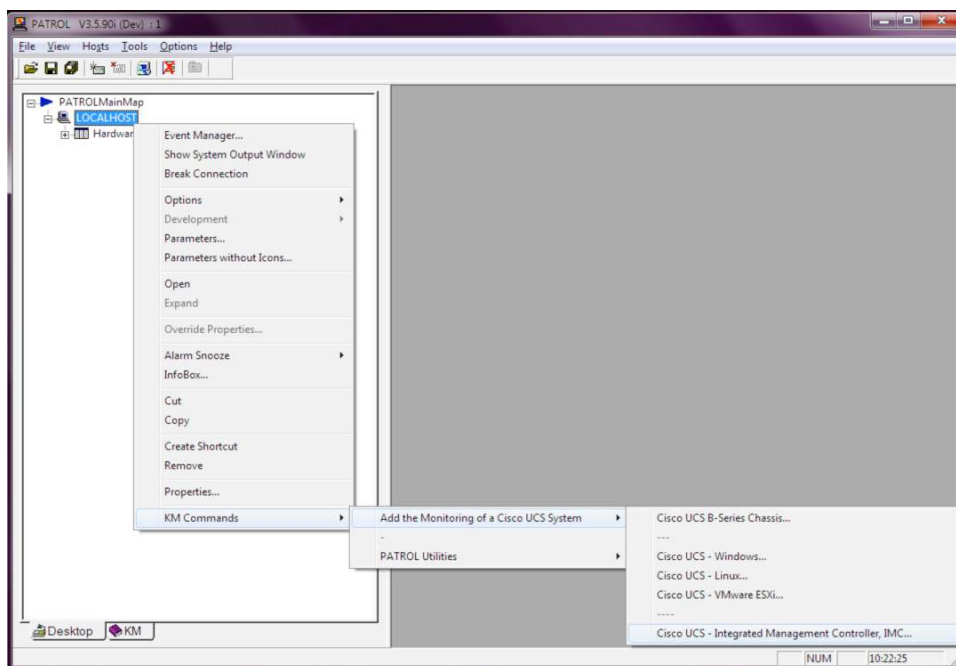 PATROL V3.5.90i (Dev) : 1
File View Hosts Tools Options Help
PATROLMainMap
LOCALHOST
Hardwar
Event Manager...
Show System Output Window
Break Connection
Options
Development
Parameters...
Parameters without Icons...
Open
Expand
Override Properties...
Alarm Snooze
InfoBox...
Cut
Copy
Create Shortcut
Remove
Properties...
KM Commands
Add the Monitoring of a Cisco UCS System
-
PATROL Utilities
Cisco UCS B-Series Chassis...
---
Cisco UCS - Windows...
Cisco UCS - Linux...
Cisco UCS - VMware ESXi...
----
Cisco UCS - Integrated Management Controller, IMC...
Desktop KM
NUM 10:22:25